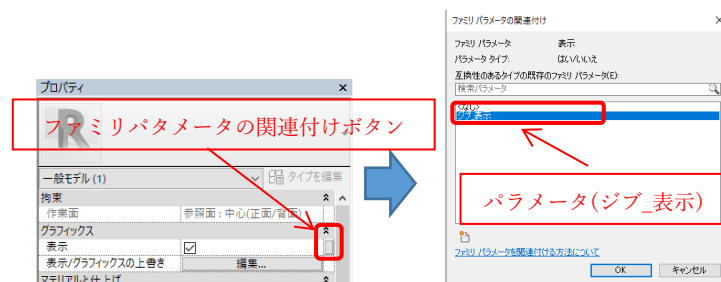 プロパティ
×
R
ファミリパタメータの関連付けボタン
一般モデル (1)
タイプを編集
拘束
作業面
参照面 : 中心(正面/背面)
グラフィックス
表示
表示/グラフィックスの上書き
編集...
マテリアルと仕上げ
ファミリ パラメータの関連付け
×
ファミリ パラメータ:
表示
パラメータ タイプ:
はい/いいえ
互換性のあるタイプの既存のファミリ パラメータ(E):
検索パラメータ
<なし>
ジブ_表示
パラメータ(ジブ_表示)
ファミリ パラメータを関連付ける方法について
OK
キャンセル